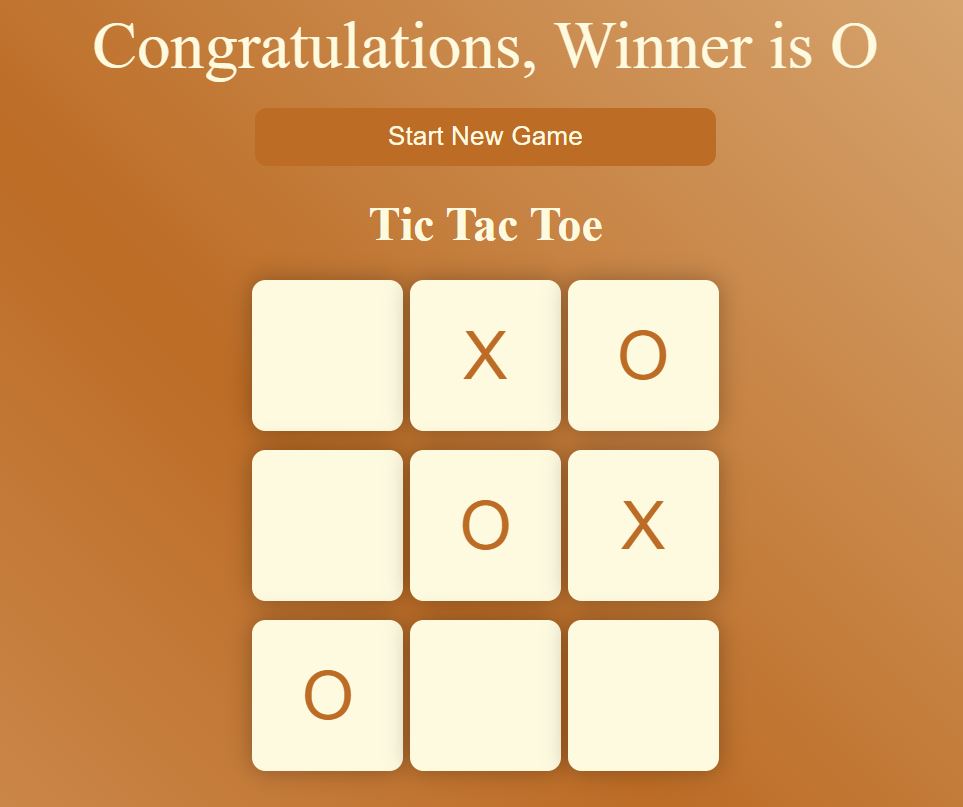 Congratulations, Winner is O
Start New Game
Tic Tac Toe
X O
O X
O